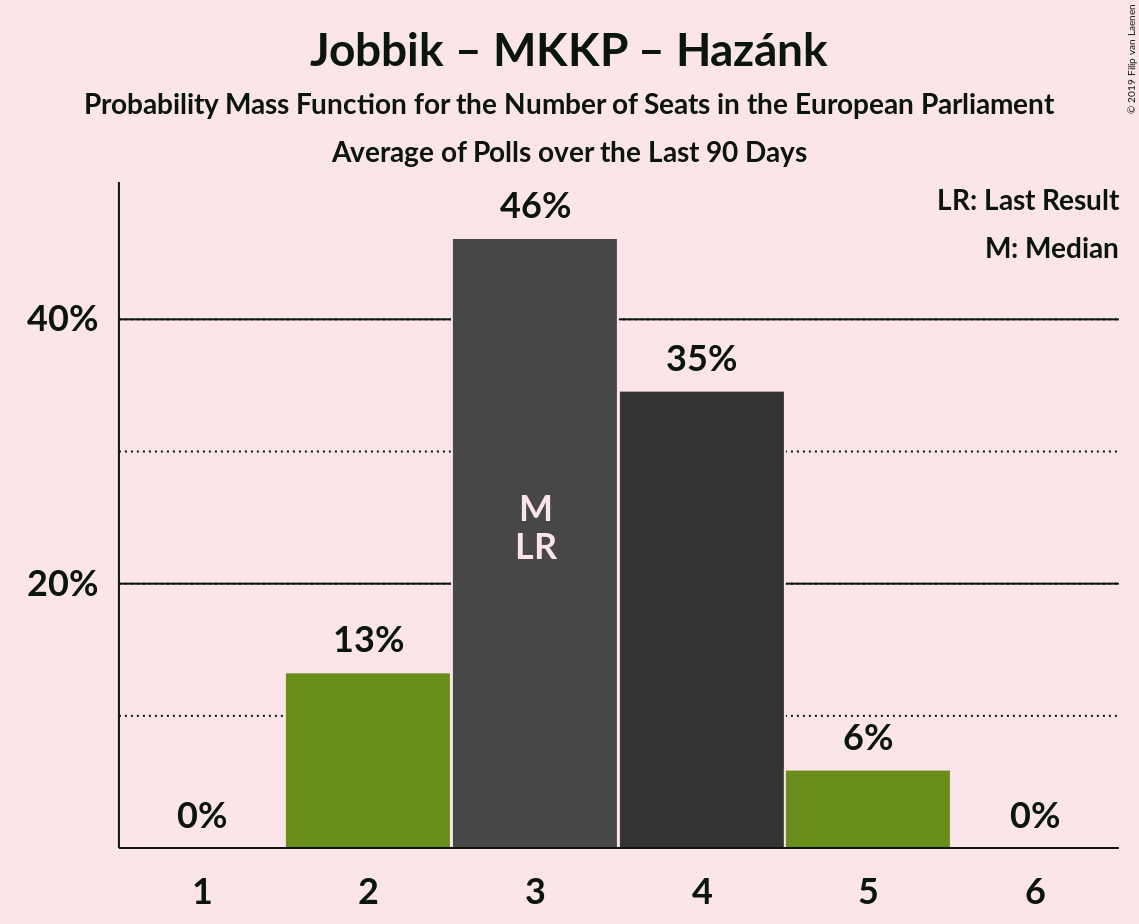 Jobbik – MKKP – Hazánk
Probability Mass Function for the Number of Seats in the European Parliament
Average of Polls over the Last 90 Days
© 2019 Filip van Laenen
LR: Last Result
M: Median
40%
20%
0%
13%
46%
35%
6%
0%
M
LR
1
2
3
4
5
6